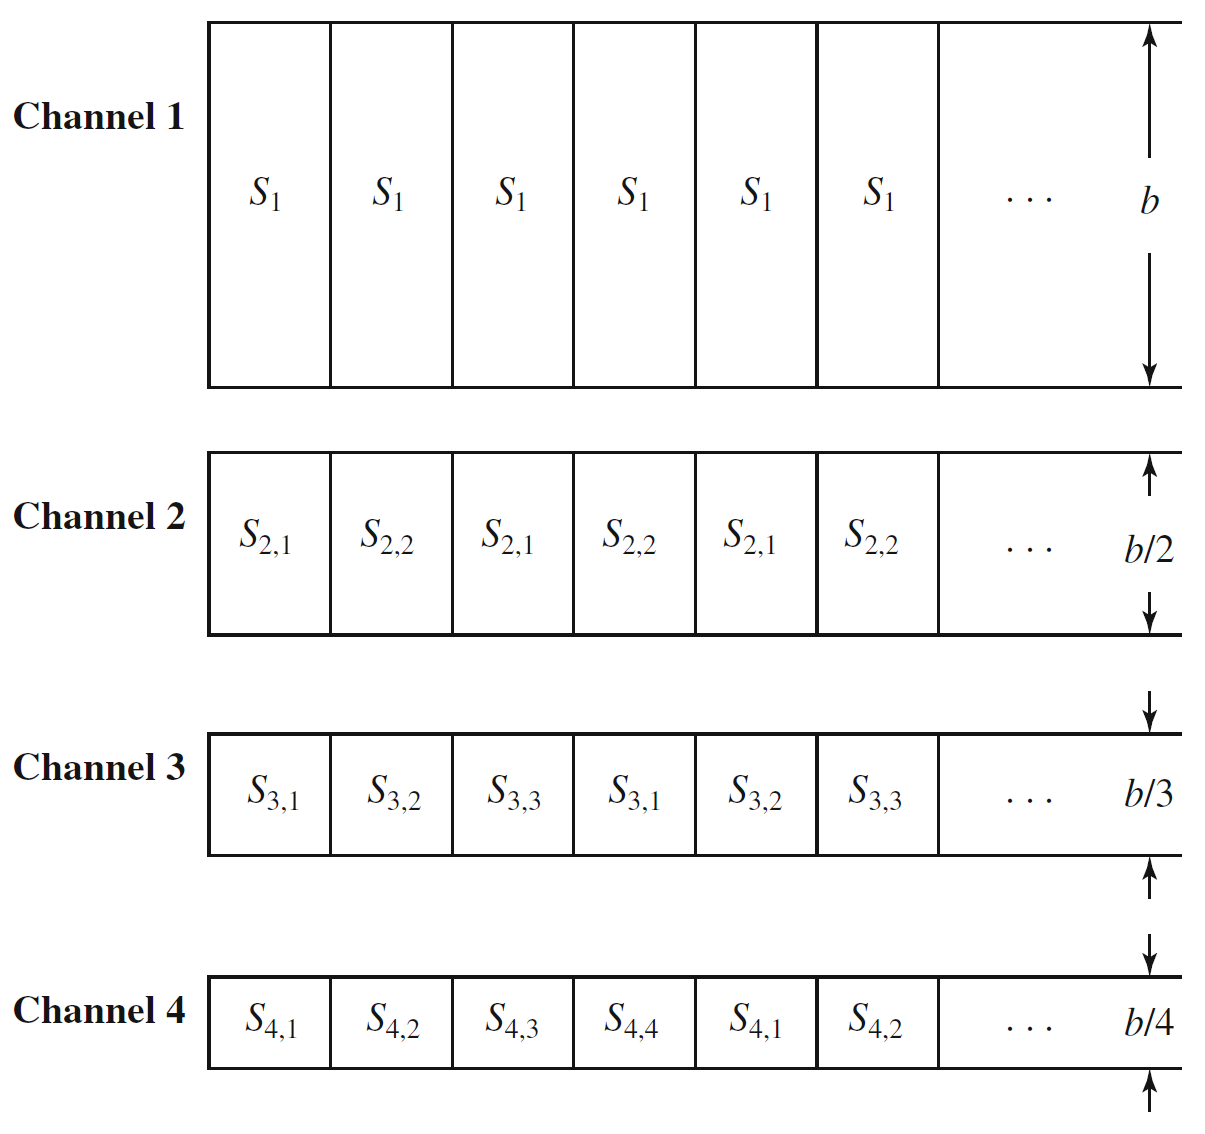 Channel 1
S1 S1 S1 S1 S1 S1 ... b
Channel 2
S2,1 S2,2 S2,1 S2,2 S2,1 S2,2 ... b/2
Channel 3
S3,1 S3,2 S3,3 S3,1 S3,2 S3,3 ... b/3
Channel 4
S4,1 S4,2 S4,3 S4,4 S4,1 S4,2 ... b/4